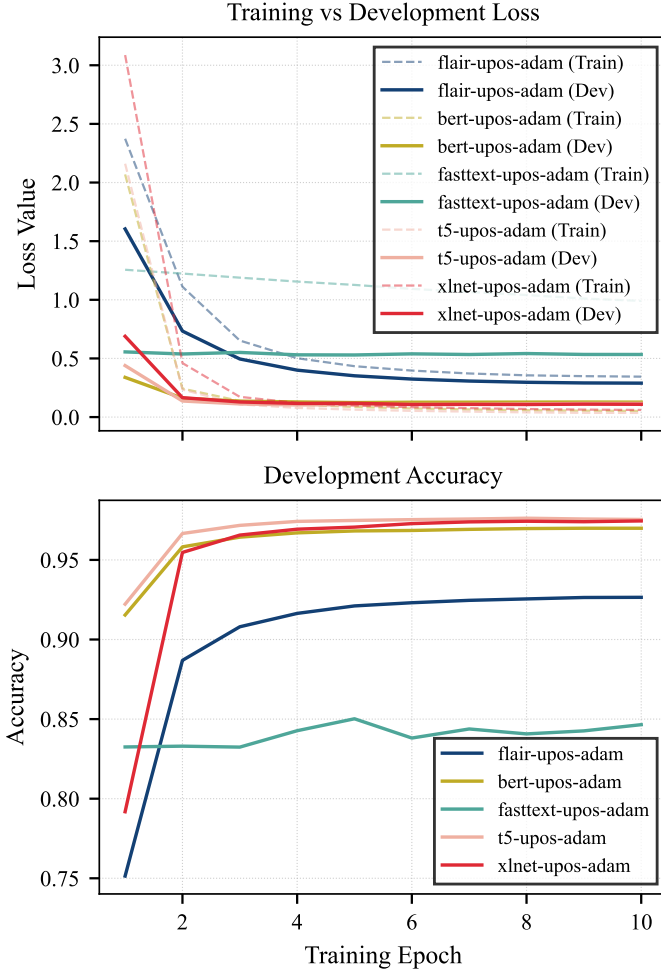 Training vs Development Loss
3.0
2.5
2.0
1.5
1.0
0.5
0.0
Loss Value
flair-upos-adam (Train)
flair-upos-adam (Dev)
bert-upos-adam (Train)
bert-upos-adam (Dev)
fasttext-upos-adam (Train)
fasttext-upos-adam (Dev)
t5-upos-adam (Train)
t5-upos-adam (Dev)
xlnet-upos-adam (Train)
xlnet-upos-adam (Dev)
Development Accuracy
0.95
0.90
0.85
0.80
0.75
Accuracy
flair-upos-adam
bert-upos-adam
fasttext-upos-adam
t5-upos-adam
xlnet-upos-adam
2 4 6 8 10
Training Epoch